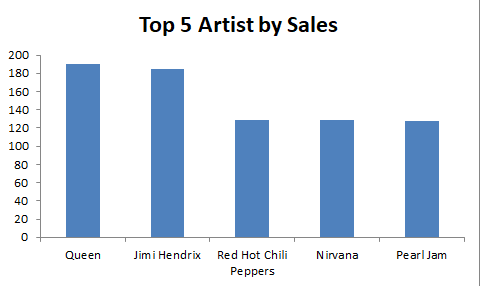 Top 5 Artist by Sales
200
180
160
140
120
100
80
60
40
20
0
Queen
Jimi Hendrix
Red Hot Chili
Peppers
Nirvana
Pearl Jam